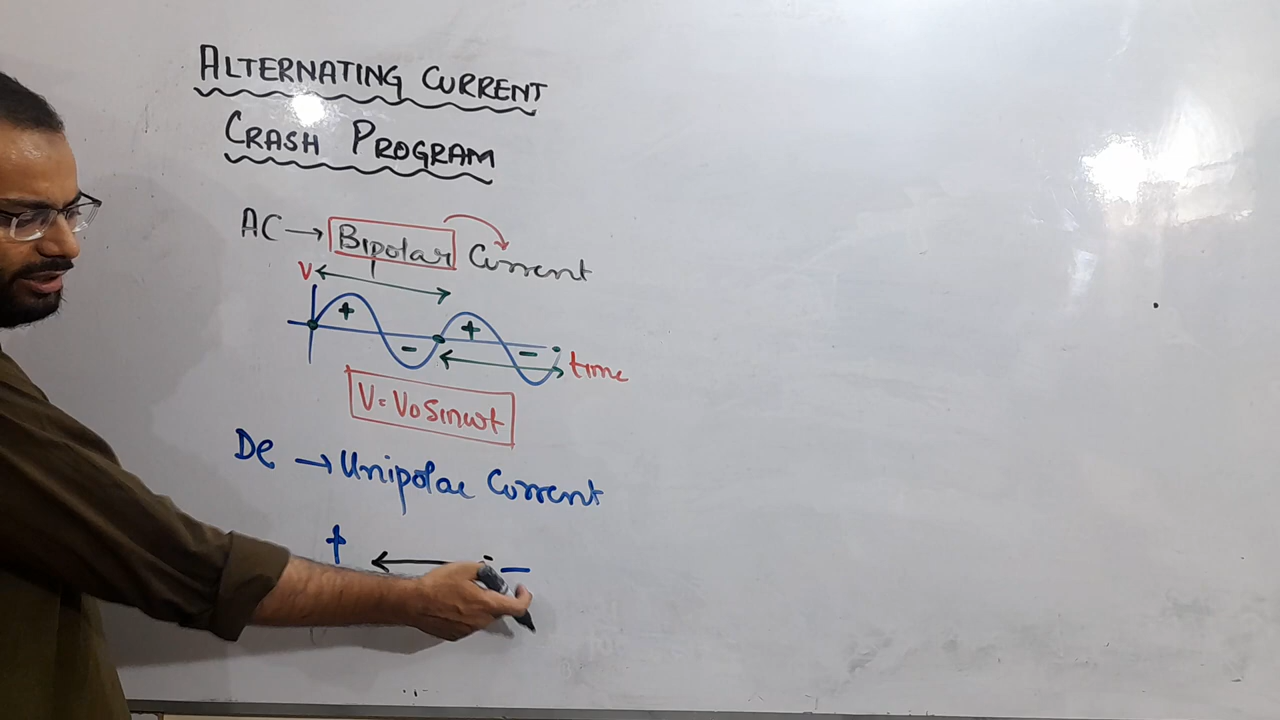 ALTERNATING CURRENT
CRASH PROGRAM
AC → Bipolar Current
V
+ +
- -
time
V = V0 Sinωt
DC → Unipolar Current
+ ← -